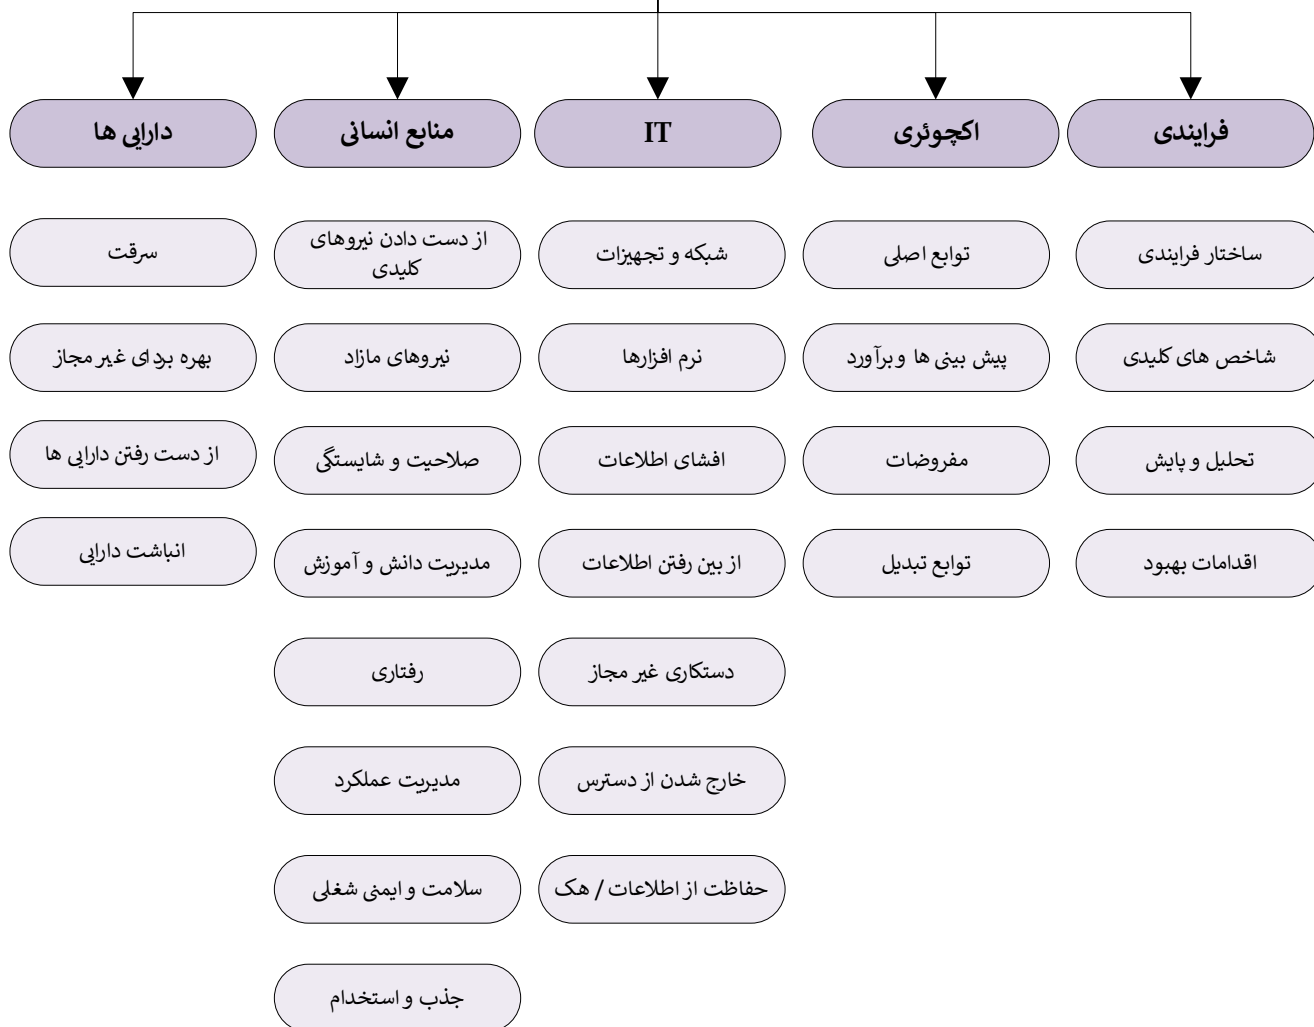 فرایندی
اکچوئری
IT
منابع انسانی
دارایی ها
ساختار فرایندی
توابع اصلی
شبکه و تجهیزات
از دست دادن نیروهای
کلیدی
سرقت
شاخص های کلیدی
پیش بینی ها و برآورد
نرم افزارها
نیروهای مازاد
بهره بردای غیر مجاز
تحلیل و پایش
مفروضات
افشای اطلاعات
صلاحیت و شایستگی
از دست رفتن دارایی ها
اقدامات بهبود
توابع تبدیل
از بین رفتن اطلاعات
مدیریت دانش و آموزش
انباشت دارایی
دستکاری غیر مجاز
رفتاری
خارج شدن از دسترس
مدیریت عملکرد
حفاظت از اطلاعات / هک
سلامت و ایمنی شغلی
جذب و استخدام